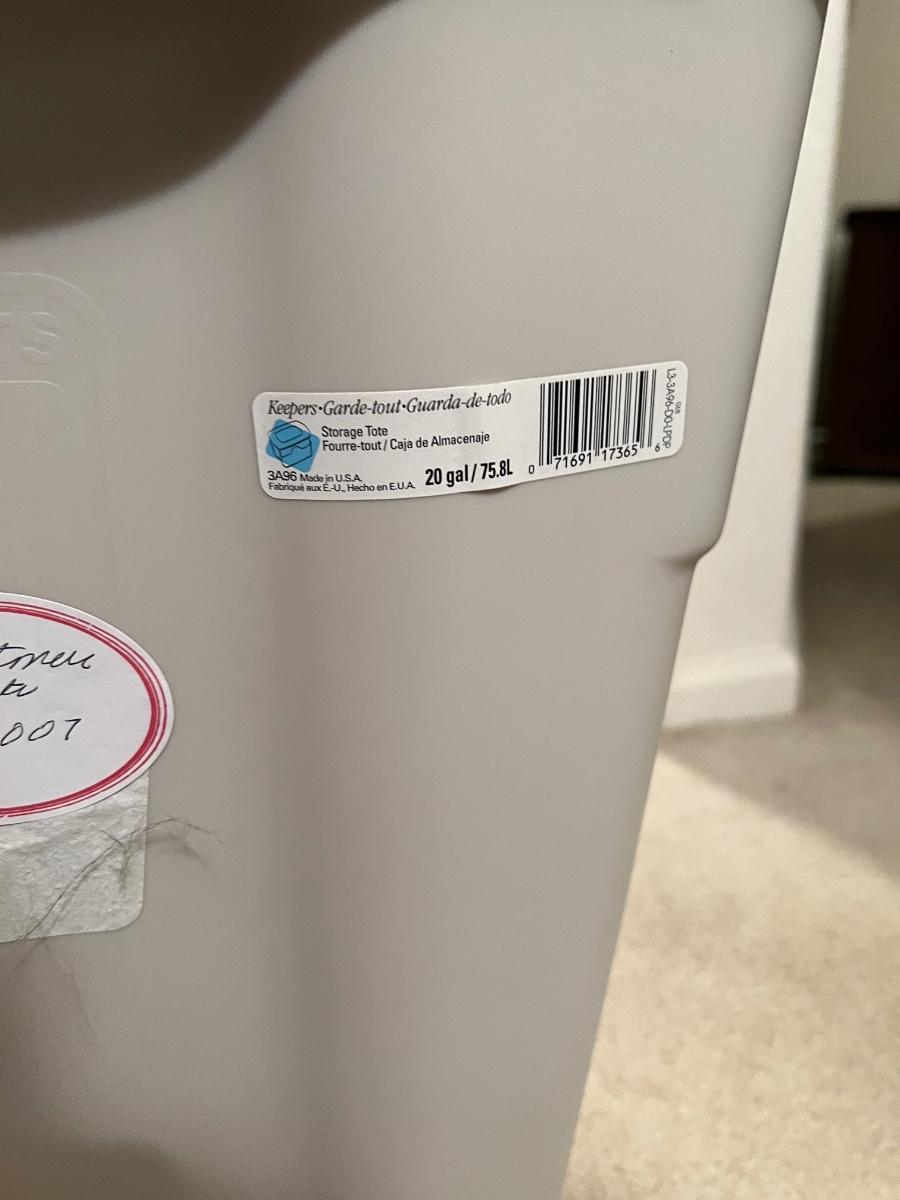 Keepers•Garde-tout•Guarda-de-todo
Storage Tote
Fourre-tout / Caja de Almacenaje
3A96 Made in U.S.A.
Fabriqué aux É.-U., Hecho en E.U.A.
20 gal / 75.8L
0 71691 17365 6
L3-3A96-D0-LPDP
007